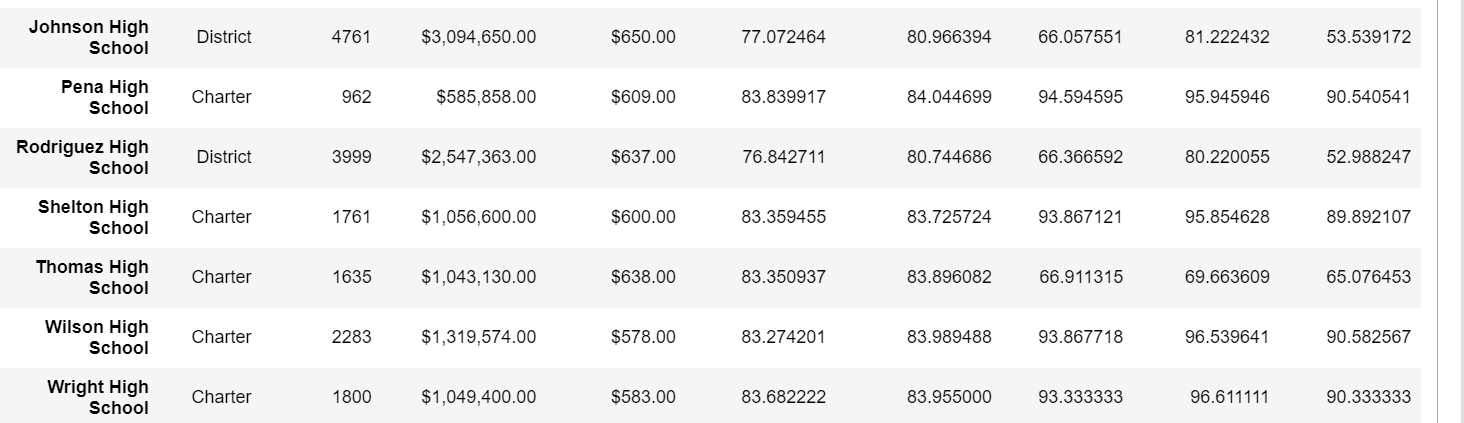 Johnson High School District 4761 $3,094,650.00 $650.00 77.072464 80.966394 66.057551 81.222432 53.539172
Pena High School Charter 962 $585,858.00 $609.00 83.839917 84.044699 94.594595 95.945946 90.540541
Rodriguez High School District 3999 $2,547,363.00 $637.00 76.842711 80.744686 66.366592 80.220055 52.988247
Shelton High School Charter 1761 $1,056,600.00 $600.00 83.359455 83.725724 93.867121 95.854628 89.892107
Thomas High School Charter 1635 $1,043,130.00 $638.00 83.350937 83.896082 66.911315 69.663609 65.076453
Wilson High School Charter 2283 $1,319,574.00 $578.00 83.274201 83.989488 93.867718 96.539641 90.582567
Wright High School Charter 1800 $1,049,400.00 $583.00 83.682222 83.955000 93.333333 96.611111 90.333333